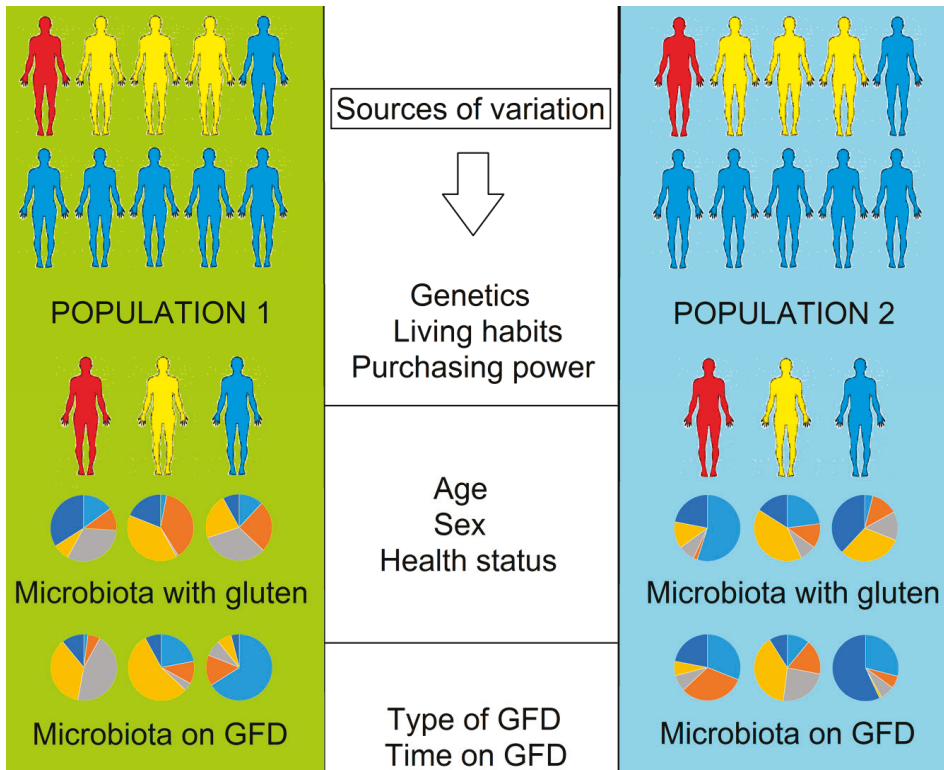 Sources of variation
POPULATION 1
Genetics
Living habits
Purchasing power
POPULATION 2
Microbiota with gluten
Age
Sex
Health status
Microbiota with gluten
Microbiota on GFD
Type of GFD
Time on GFD
Microbiota on GFD